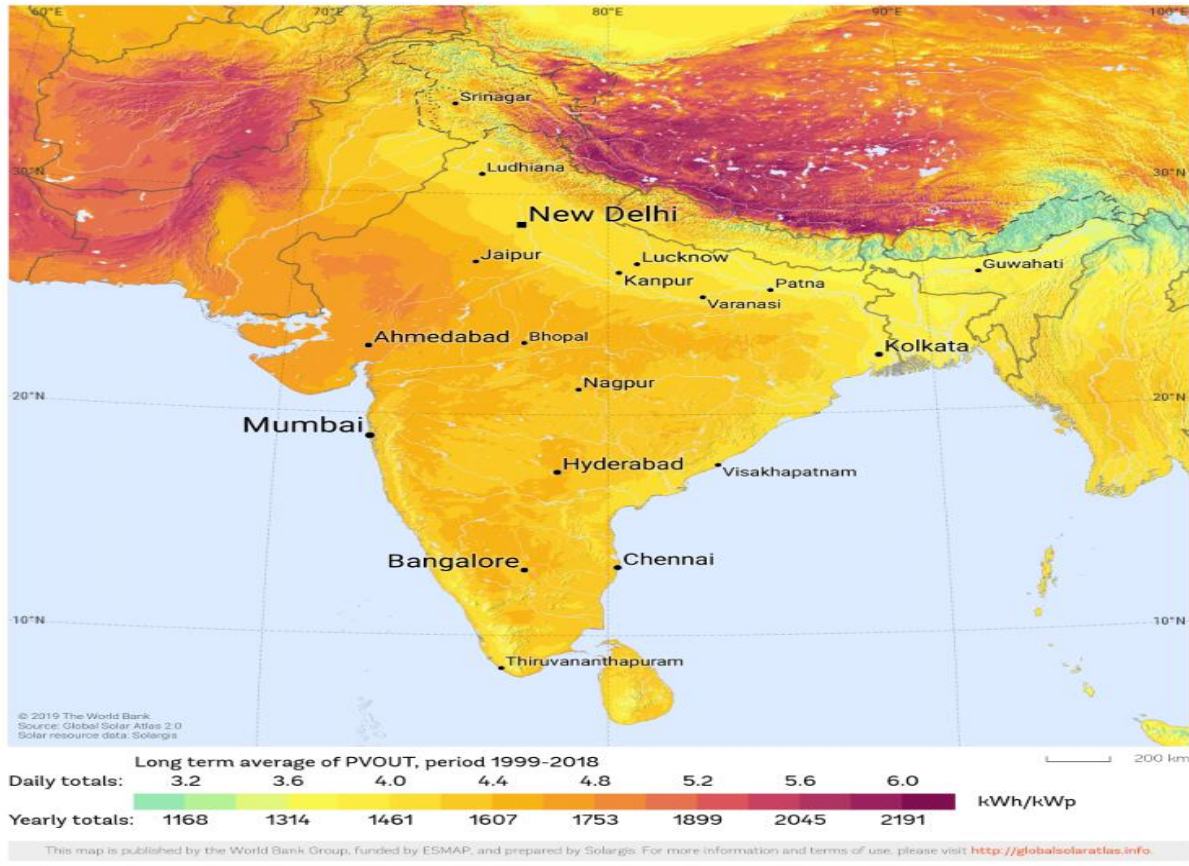 60°E 70°E 80°E 90°E 100°E
Srinagar
30°N Ludhiana 30°N
New Delhi
Jaipur Lucknow Guwahati
Kanpur Patna
Varanasi
Ahmedabad Bhopal Kolkata
Nagpur
20°N 20°N
Mumbai
Hyderabad
Visakhapatnam
Bangalore Chennai
10°N 10°N
Thiruvananthapuram
© 2019 The World Bank
Source: Global Solar Atlas 2.0
Solar resource data: Solargis
Long term average of PVOUT, period 1999-2018 200 km
Daily totals: 3.2 3.6 4.0 4.4 4.8 5.2 5.6 6.0
kWh/kWp
Yearly totals: 1168 1314 1461 1607 1753 1899 2045 2191
This map is published by the World Bank Group, funded by ESMAP, and prepared by Solargis. For more information and terms of use, please visit http://globalsolaratlas.info.